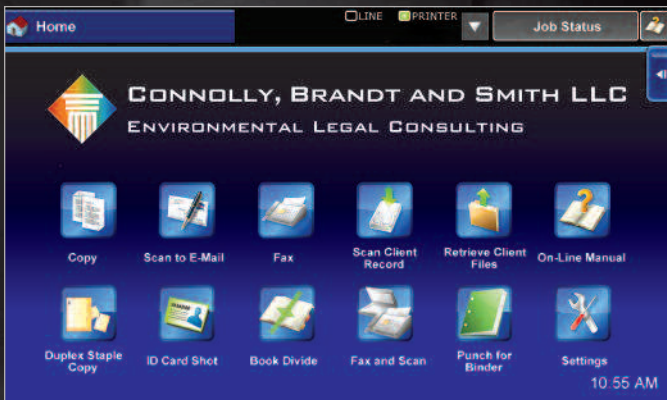 Home
LINE
PRINTER
Job Status
CONNOLLY, BRANDT AND SMITH LLC
ENVIRONMENTAL LEGAL CONSULTING
Copy
Scan to E-Mail
Fax
Scan Client
Record
Retrieve Client
Files
On-Line Manual
Duplex Staple
Copy
ID Card Shot
Book Divide
Fax and Scan
Punch for
Binder
Settings
10:55 AM